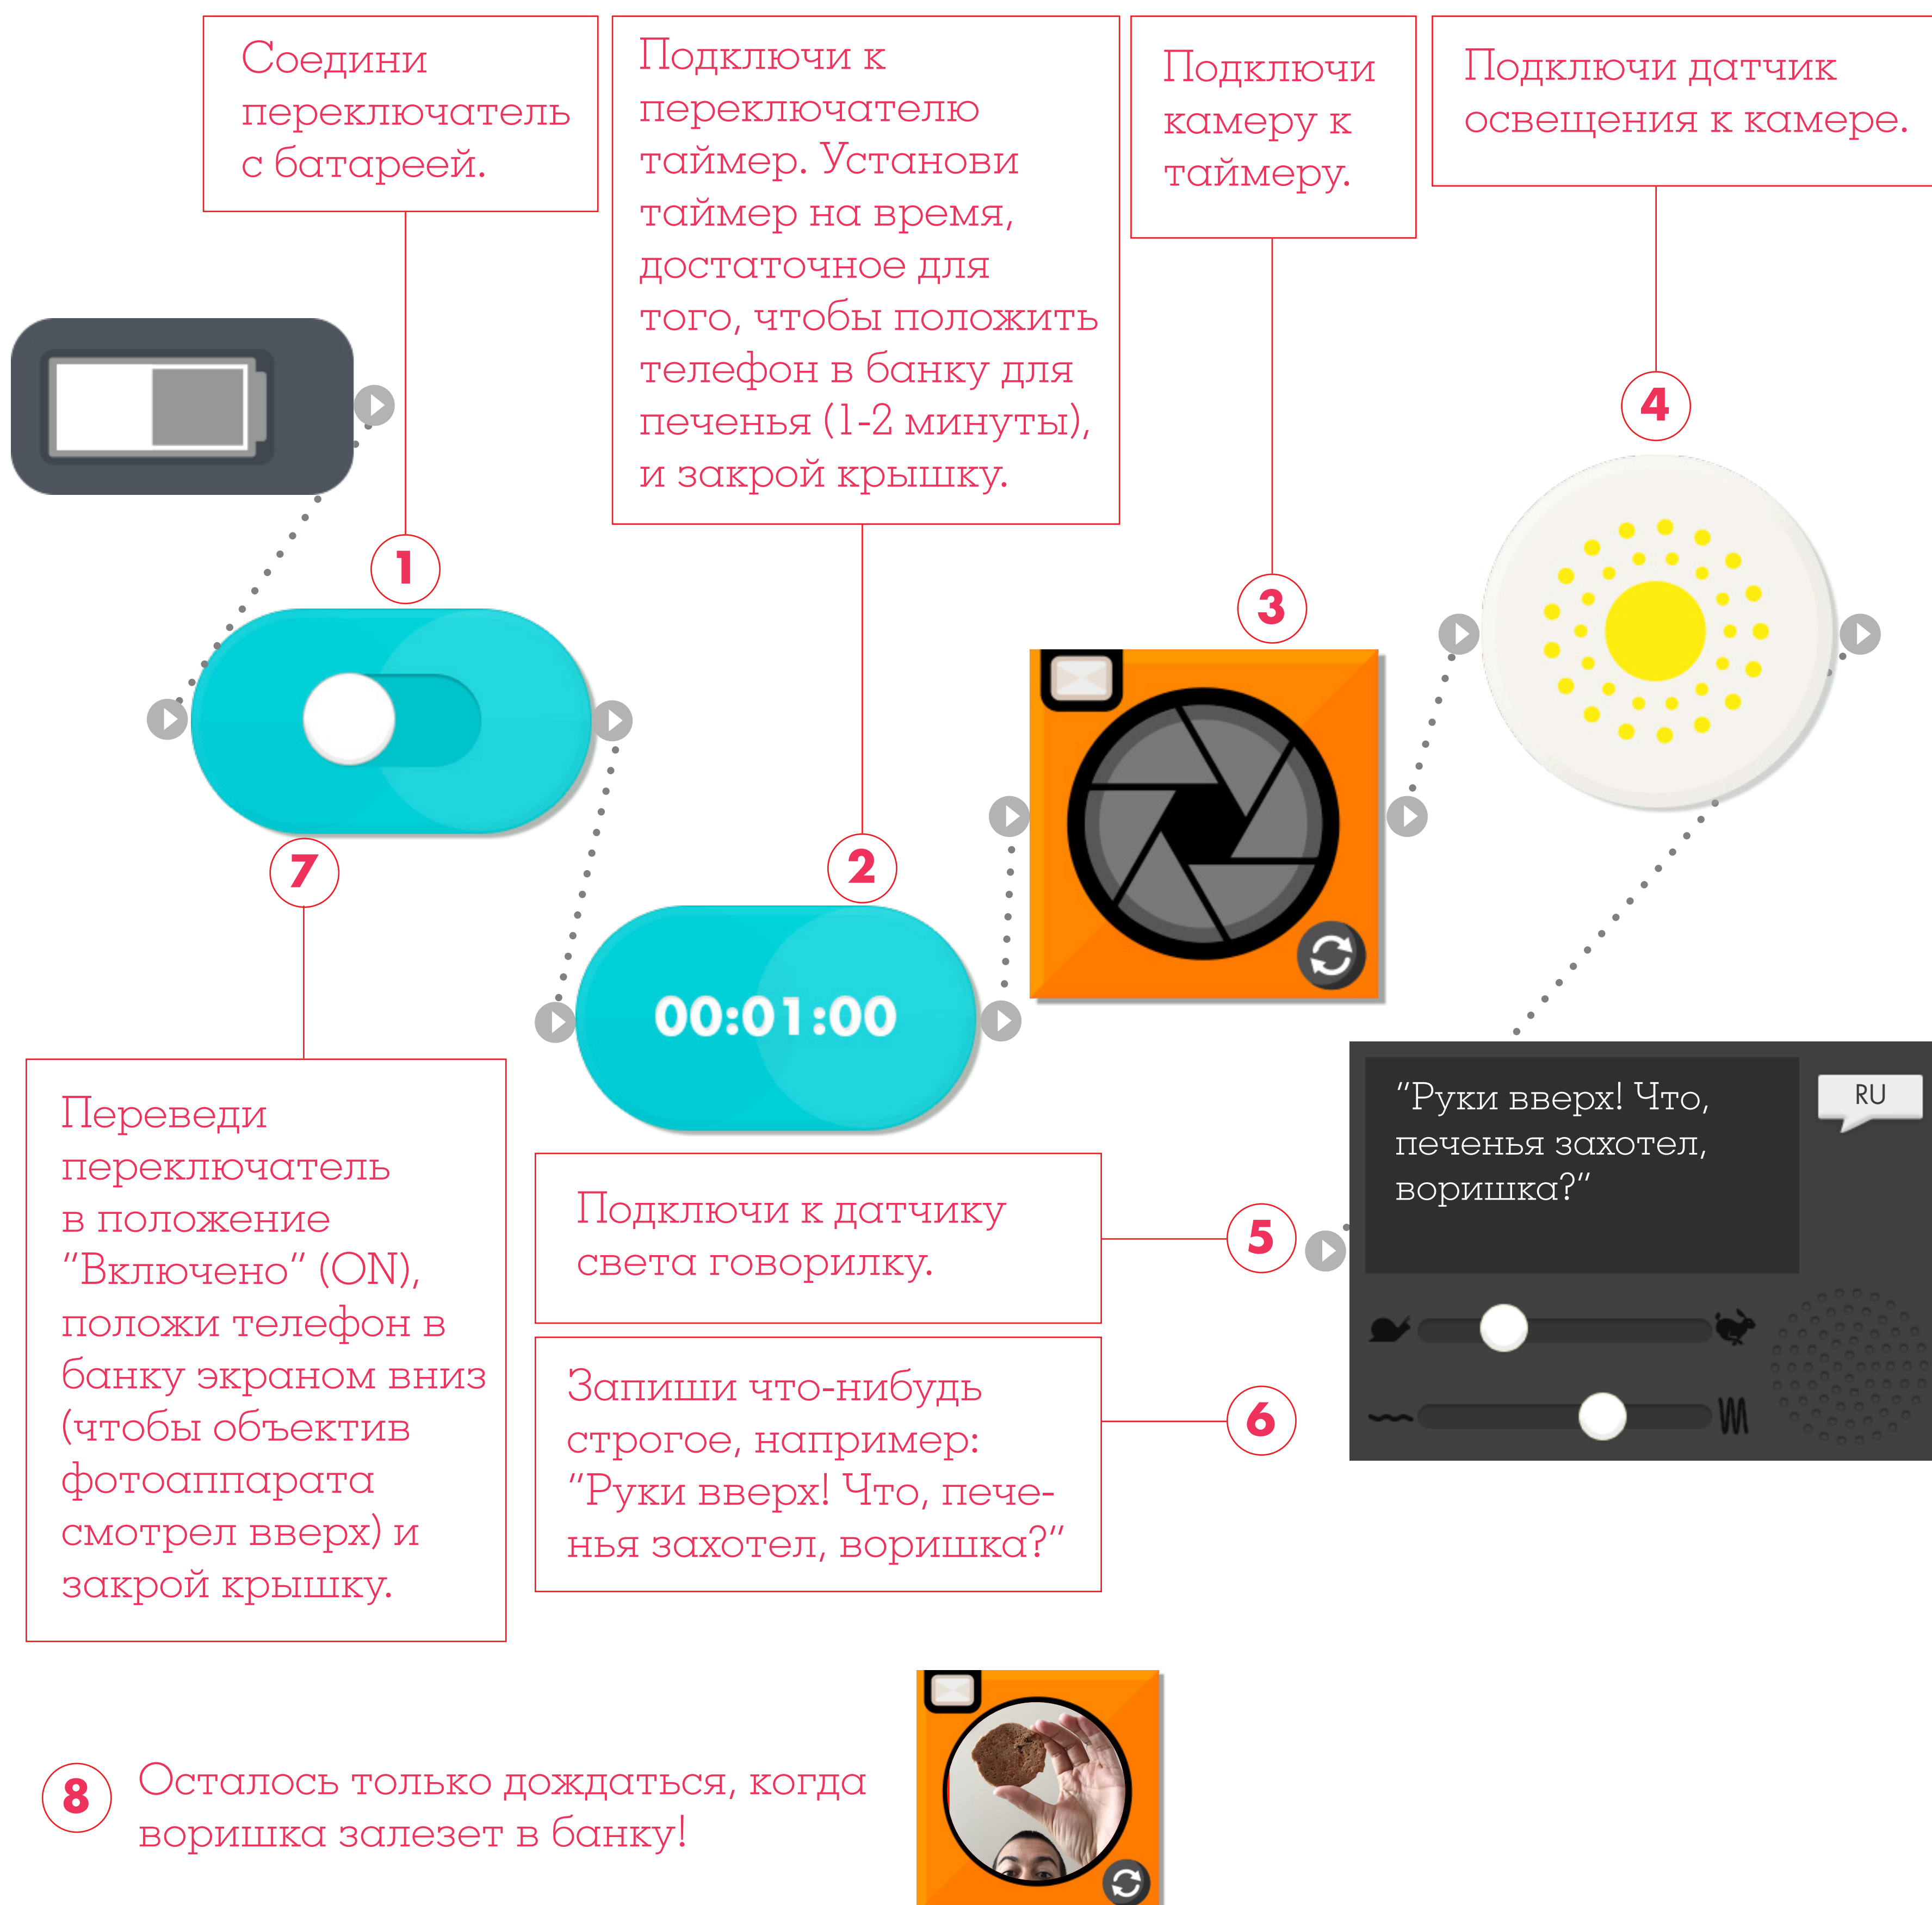 Соедини
переключатель
с батареей.
1
Подключи к
переключателю
таймер. Установи
таймер на время,
достаточное для
того, чтобы положить
телефон в банку для
печенья (1-2 минуты),
и закрой крышку.
2
Подключи
камеру к
таймеру.
3
Подключи датчик
освещения к камере.
4
00:01:00
7
Переведи
переключатель
в положение
"Включено" (ON),
положи телефон в
банку экраном вниз
(чтобы объектив
фотоаппарата
смотрел вверх) и
закрой крышку.
Подключи к датчику
света говорилку.
5
Запиши что-нибудь
строгое, например:
"Руки вверх! Что, пече-
нья захотел, воришка?"
6
"Руки вверх! Что,
печенья захотел,
воришка?"
RU
8
Осталось только дождаться, когда
воришка залезет в банку!